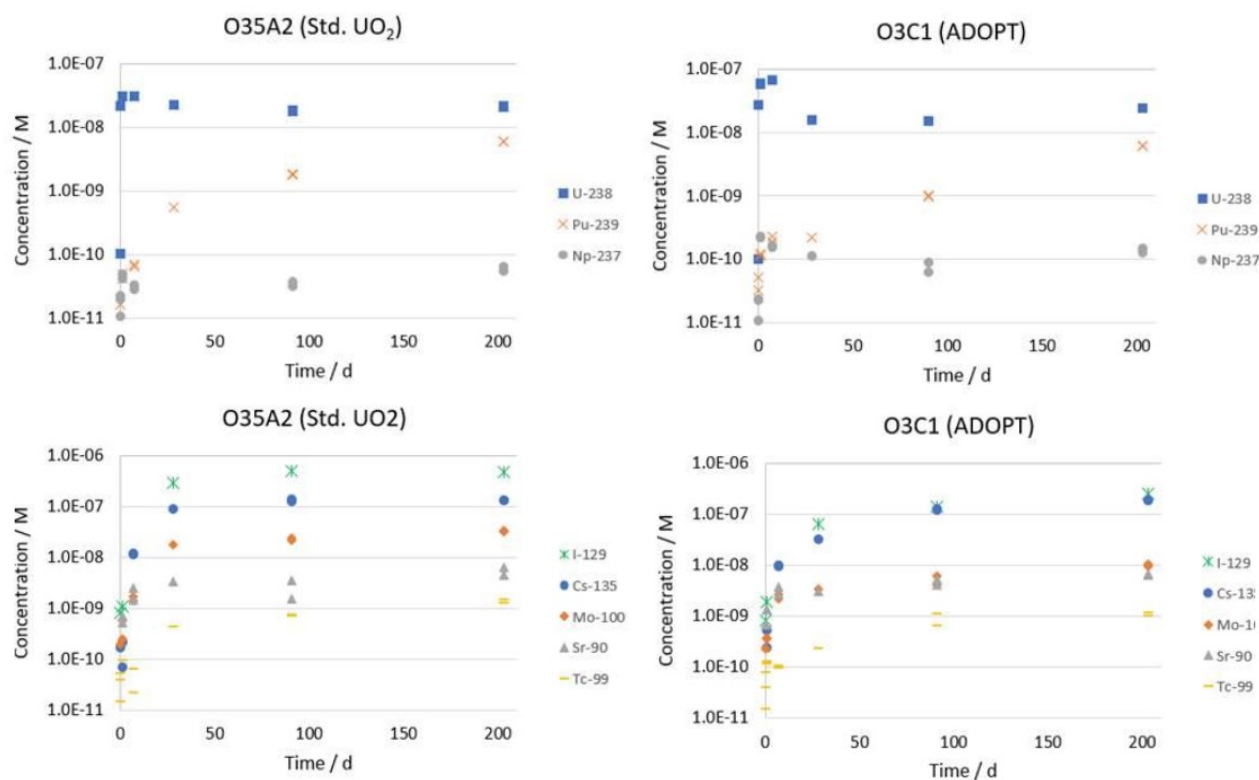 O35A2 (Std. UO₂)
Concentration / M
1.0E-07
1.0E-08
1.0E-09
1.0E-10
1.0E-11
0 50 100 150 200
Time / d
U-238
Pu-239
Np-237
O3C1 (ADOPT)
Concentration / M
1.0E-07
1.0E-08
1.0E-09
1.0E-10
1.0E-11
0 50 100 150 200
Time / d
U-238
Pu-239
Np-237
O35A2 (Std. UO2)
Concentration / M
1.0E-06
1.0E-07
1.0E-08
1.0E-09
1.0E-10
1.0E-11
0 50 100 150 200
Time / d
I-129
Cs-135
Mo-100
Sr-90
Tc-99
O3C1 (ADOPT)
Concentration / M
1.0E-06
1.0E-07
1.0E-08
1.0E-09
1.0E-10
1.0E-11
0 50 100 150 200
Time / d
I-129
Cs-13
Mo-1
Sr-90
Tc-99